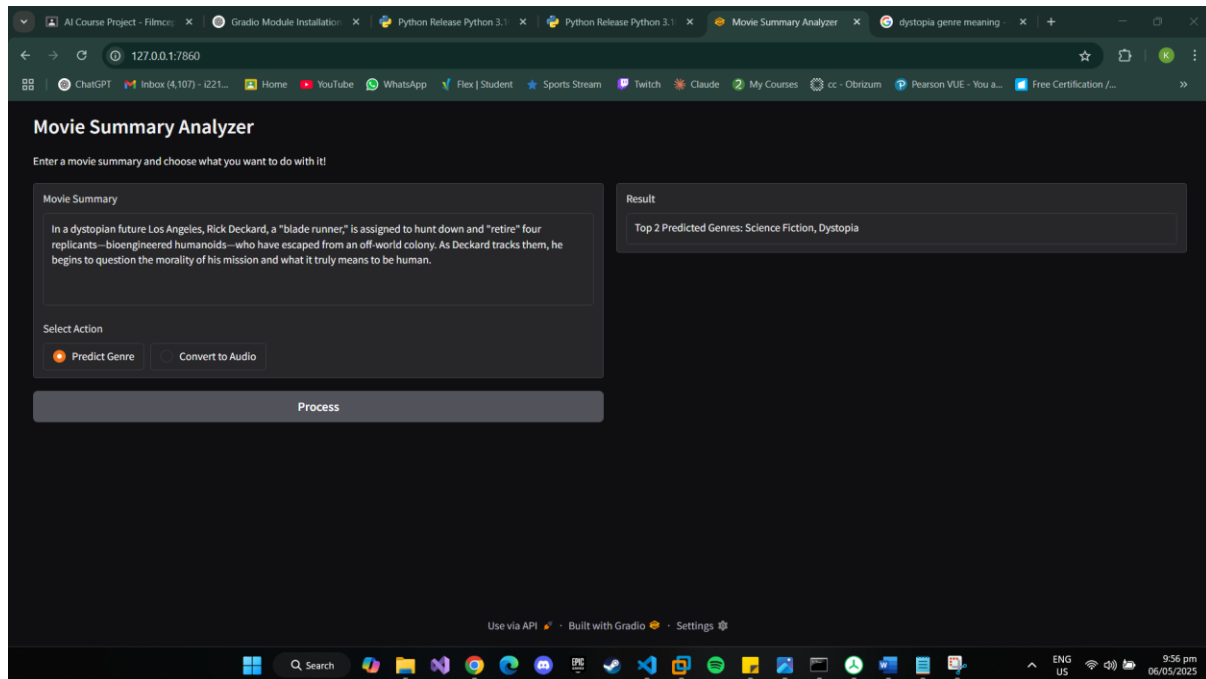 AI Course Project - Filmce
Gradio Module Installation
Python Release Python 3.1
Python Release Python 3.1
Movie Summary Analyzer
dystopia genre meaning -
127.0.0.1:7860
K
ChatGPT
Inbox (4,107) - i221...
Home
YouTube
WhatsApp
Flex | Student
Sports Stream
Twitch
Claude
My Courses
cc - Obrizum
Pearson VUE - You a...
Free Certification /...
Movie Summary Analyzer
Enter a movie summary and choose what you want to do with it!
Movie Summary
In a dystopian future Los Angeles, Rick Deckard, a "blade runner," is assigned to hunt down and "retire" four
replicants—bioengineered humanoids—who have escaped from an off-world colony. As Deckard tracks them, he
begins to question the morality of his mission and what it truly means to be human.
Select Action
Predict Genre
Convert to Audio
Process
Result
Top 2 Predicted Genres: Science Fiction, Dystopia
Use via API · Built with Gradio · Settings
Search
EPIC
ENG
US
9:56 pm
06/05/2025